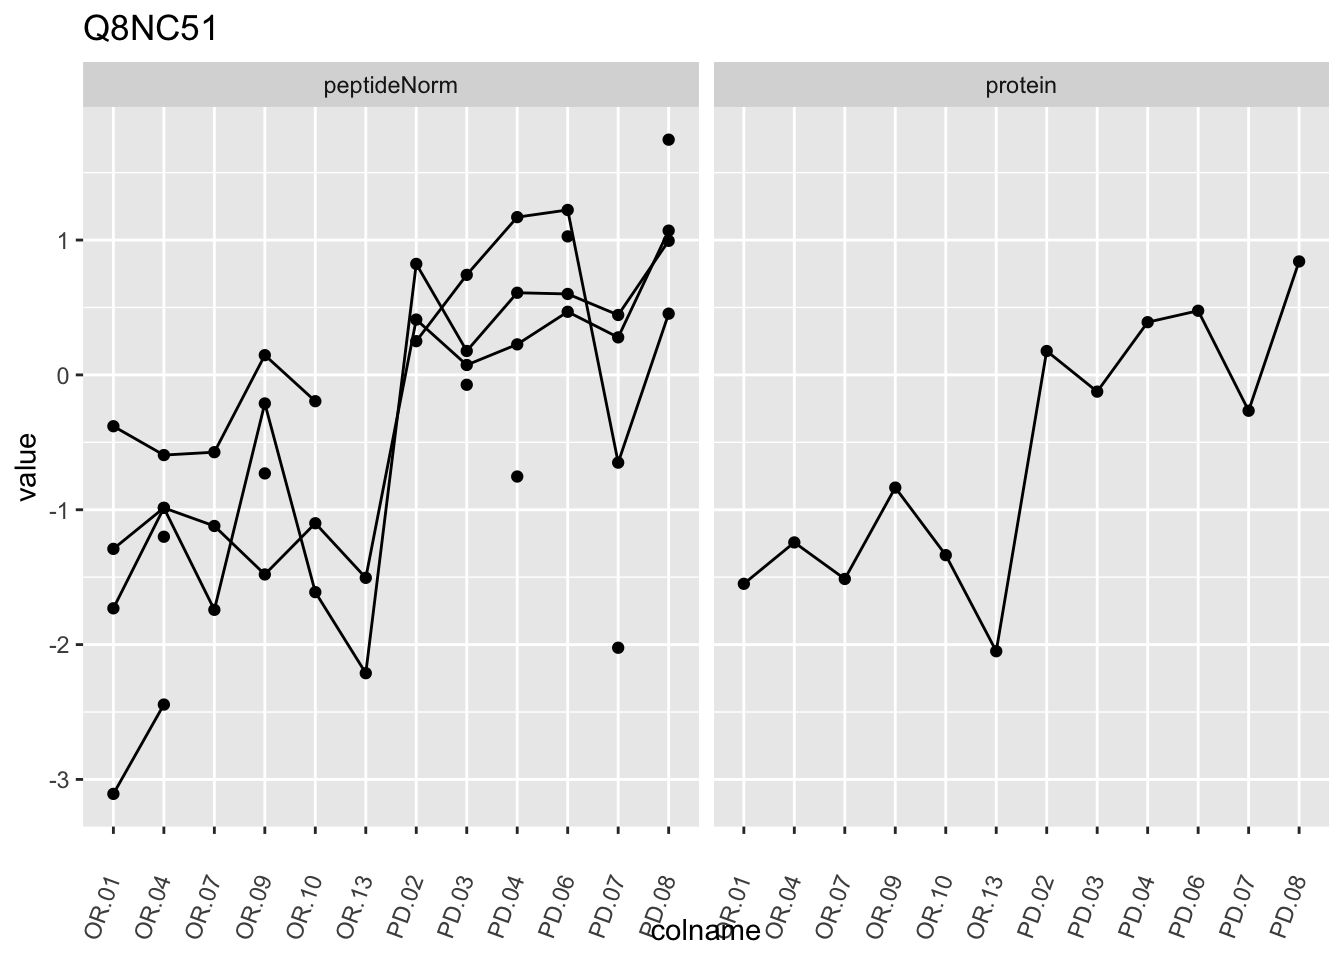 Q8NC51
peptideNorm
protein
value
1
0
-1
-2
-3
OR.01 OR.04 OR.07 OR.09 OR.10 OR.13 PD.02 PD.03 PD.04 PD.06 PD.07 PD.08
OR.01 OR.04 OR.07 OR.09 OR.10 OR.13 PD.02 PD.03 PD.04 PD.06 PD.07 PD.08
colname